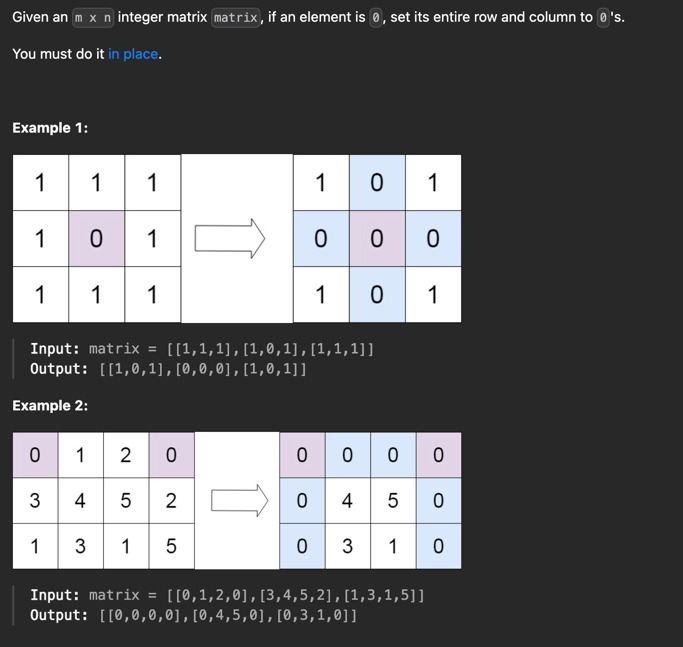 Given an m x n integer matrix matrix, if an element is 0, set its entire row and column to 0's.
You must do it in place.
Example 1:
1 1 1 1 0 1
1 0 1 0 0 0
1 1 1 1 0 1
Input: matrix = [[1,1,1],[1,0,1],[1,1,1]]
Output: [[1,0,1],[0,0,0],[1,0,1]]
Example 2:
0 1 2 0 0 0 0 0
3 4 5 2 0 4 5 0
1 3 1 5 0 3 1 0
Input: matrix = [[0,1,2,0],[3,4,5,2],[1,3,1,5]]
Output: [[0,0,0,0],[0,4,5,0],[0,3,1,0]]